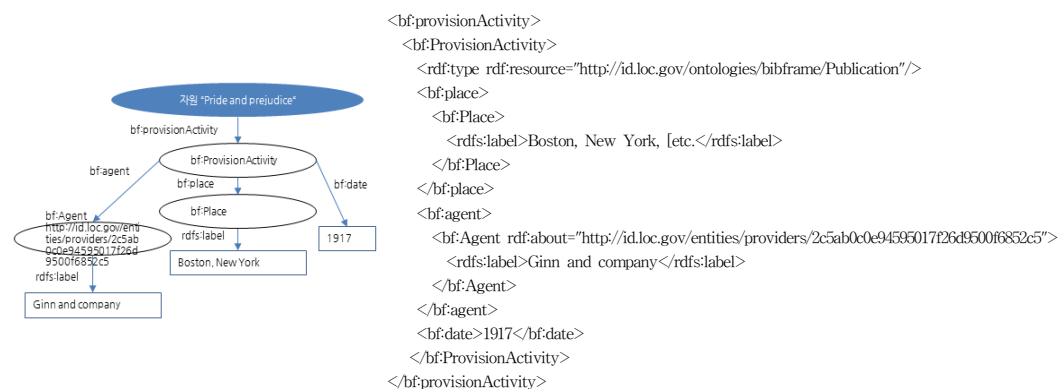 자원 "Pride and prejudice"
bf:provisionActivity
bf:ProvisionActivity
bf:agent
bf:place
bf:date
bf:Agent
http://id.loc.gov/enti
ties/providers/2c5ab
0c0e94595017f26d
9500f6852c5
bf:Place
rdfs:label
1917
Boston, New York
rdfs:label
Ginn and company
<bf:provisionActivity>
<bf:ProvisionActivity>
<rdf:type rdf:resource="http://id.loc.gov/ontologies/bibframe/Publication"/>
<bf:place>
<bf:Place>
<rdfs:label>Boston, New York, [etc.</rdfs:label>
</bf:Place>
</bf:place>
<bf:agent>
<bf:Agent rdf:about="http://id.loc.gov/entities/providers/2c5ab0c0e94595017f26d9500f6852c5">
<rdfs:label>Ginn and company</rdfs:label>
</bf:Agent>
</bf:agent>
<bf:date>1917</bf:date>
</bf:ProvisionActivity>
</bf:provisionActivity>